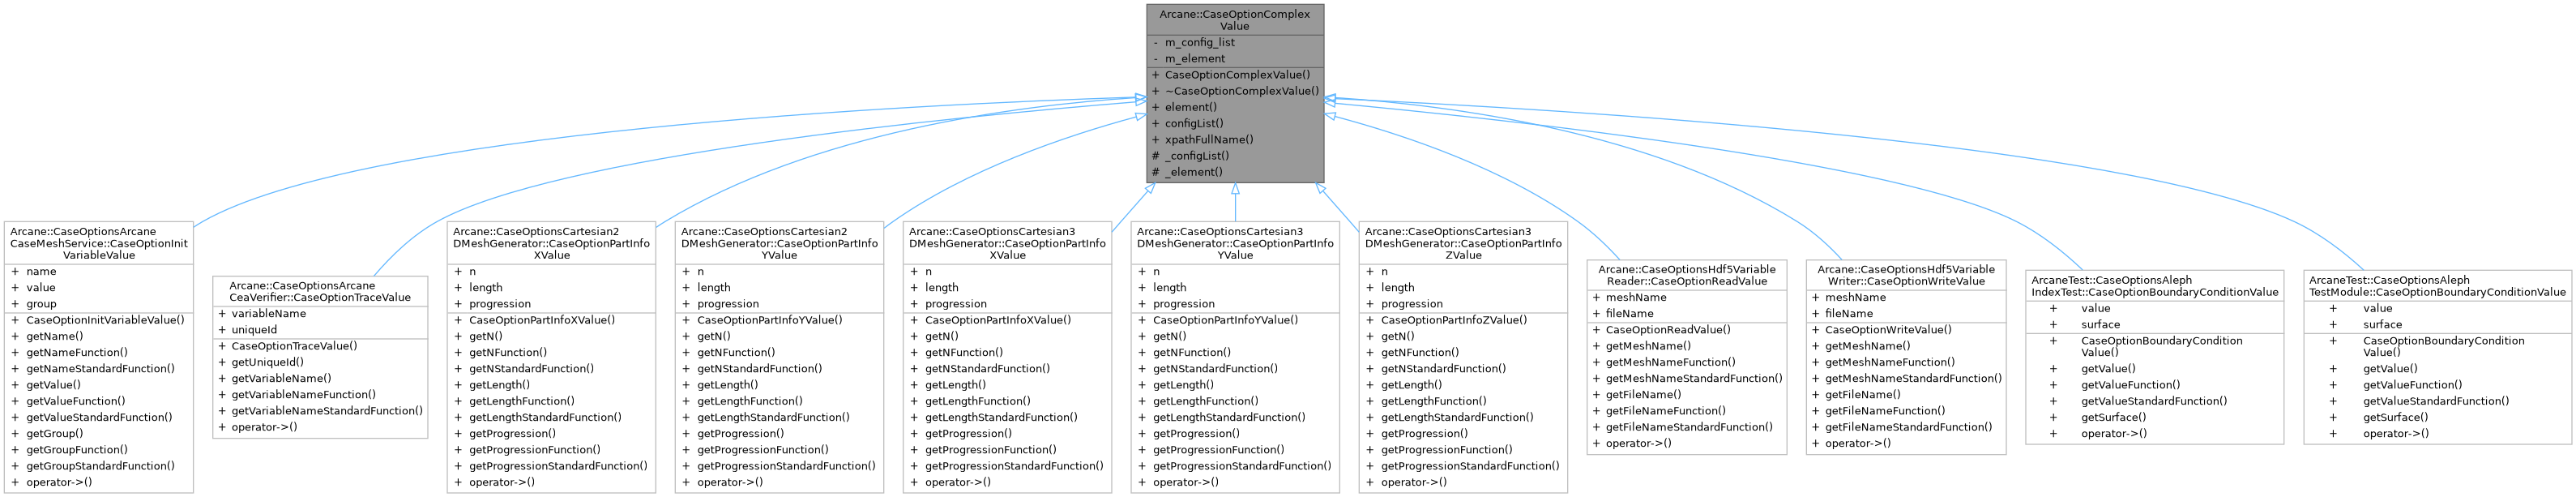 Arcane::CaseOptionComplex
Value
- m_config_list
- m_element
+ CaseOptionComplexValue()
+ ~CaseOptionComplexValue()
+ element()
+ configList()
+ xpathFullName()
# _configList()
# _element()
Arcane::CaseOptionsArcane
CaseMeshService::CaseOptionInit
VariableValue
+ name
+ value
+ group
+ CaseOptionInitVariableValue()
+ getName()
+ getNameFunction()
+ getNameStandardFunction()
+ getValue()
+ getValueFunction()
+ getValueStandardFunction()
+ getGroup()
+ getGroupFunction()
+ getGroupStandardFunction()
+ operator->()
Arcane::CaseOptionsArcane
CeaVerifier::CaseOptionTraceValue
+ variableName
+ uniqueId
+ CaseOptionTraceValue()
+ getUniqueId()
+ getVariableName()
+ getVariableNameFunction()
+ getVariableNameStandardFunction()
+ operator->()
Arcane::CaseOptionsCartesian2
DMeshGenerator::CaseOptionPartInfo
XValue
+ n
+ length
+ progression
+ CaseOptionPartInfoXValue()
+ getN()
+ getNFunction()
+ getNStandardFunction()
+ getLength()
+ getLengthFunction()
+ getLengthStandardFunction()
+ getProgression()
+ getProgressionFunction()
+ getProgressionStandardFunction()
+ operator->()
Arcane::CaseOptionsCartesian2
DMeshGenerator::CaseOptionPartInfo
YValue
+ n
+ length
+ progression
+ CaseOptionPartInfoYValue()
+ getN()
+ getNFunction()
+ getNStandardFunction()
+ getLength()
+ getLengthFunction()
+ getLengthStandardFunction()
+ getProgression()
+ getProgressionFunction()
+ getProgressionStandardFunction()
+ operator->()
Arcane::CaseOptionsCartesian3
DMeshGenerator::CaseOptionPartInfo
XValue
+ n
+ length
+ progression
+ CaseOptionPartInfoXValue()
+ getN()
+ getNFunction()
+ getNStandardFunction()
+ getLength()
+ getLengthFunction()
+ getLengthStandardFunction()
+ getProgression()
+ getProgressionFunction()
+ getProgressionStandardFunction()
+ operator->()
Arcane::CaseOptionsCartesian3
DMeshGenerator::CaseOptionPartInfo
YValue
+ n
+ length
+ progression
+ CaseOptionPartInfoYValue()
+ getN()
+ getNFunction()
+ getNStandardFunction()
+ getLength()
+ getLengthFunction()
+ getLengthStandardFunction()
+ getProgression()
+ getProgressionFunction()
+ getProgressionStandardFunction()
+ operator->()
Arcane::CaseOptionsCartesian3
DMeshGenerator::CaseOptionPartInfo
ZValue
+ n
+ length
+ progression
+ CaseOptionPartInfoZValue()
+ getN()
+ getNFunction()
+ getNStandardFunction()
+ getLength()
+ getLengthFunction()
+ getLengthStandardFunction()
+ getProgression()
+ getProgressionFunction()
+ getProgressionStandardFunction()
+ operator->()
Arcane::CaseOptionsHdf5Variable
Reader::CaseOptionReadValue
+ meshName
+ fileName
+ CaseOptionReadValue()
+ getMeshName()
+ getMeshNameFunction()
+ getMeshNameStandardFunction()
+ getFileName()
+ getFileNameFunction()
+ getFileNameStandardFunction()
+ operator->()
Arcane::CaseOptionsHdf5Variable
Writer::CaseOptionWriteValue
+ meshName
+ fileName
+ CaseOptionWriteValue()
+ getMeshName()
+ getMeshNameFunction()
+ getMeshNameStandardFunction()
+ getFileName()
+ getFileNameFunction()
+ getFileNameStandardFunction()
+ operator->()
ArcaneTest::CaseOptionsAleph
IndexTest::CaseOptionBoundaryConditionValue
+ value
+ surface
+ CaseOptionBoundaryCondition
Value()
+ getValue()
+ getValueFunction()
+ getValueStandardFunction()
+ getSurface()
+ operator->()
ArcaneTest::CaseOptionsAleph
TestModule::CaseOptionBoundaryConditionValue
+ value
+ surface
+ CaseOptionBoundaryCondition
Value()
+ getValue()
+ getValueFunction()
+ getValueStandardFunction()
+ getSurface()
+ operator->()